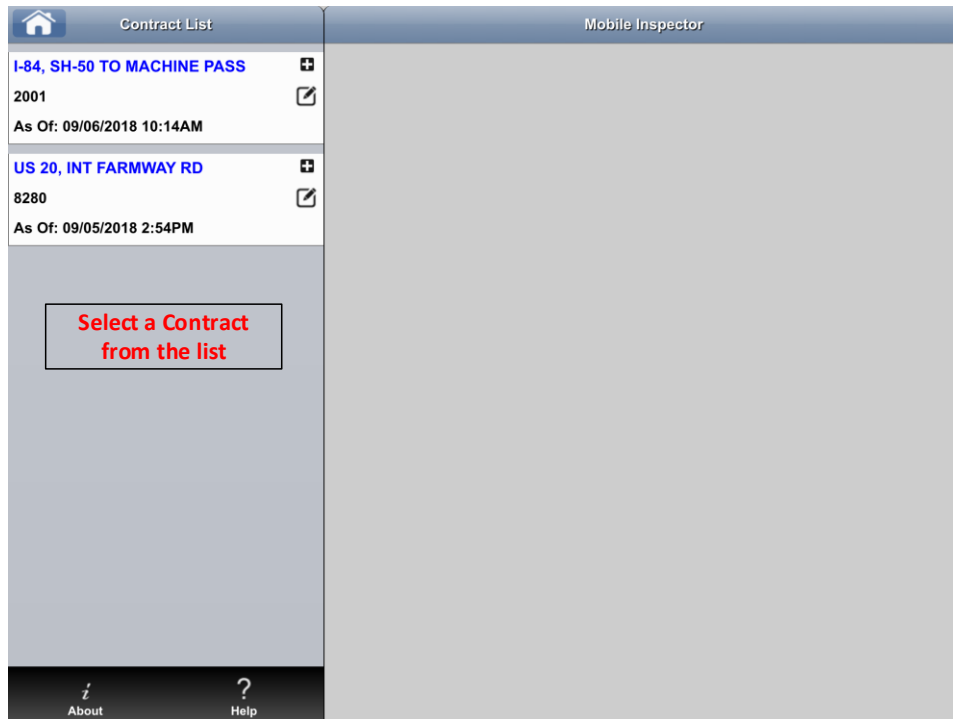 Contract List
Mobile Inspector
I-84, SH-50 TO MACHINE PASS
2001
As Of: 09/06/2018 10:14AM
US 20, INT FARMWAY RD
8280
As Of: 09/05/2018 2:54PM
Select a Contract
from the list
i
?
About
Help